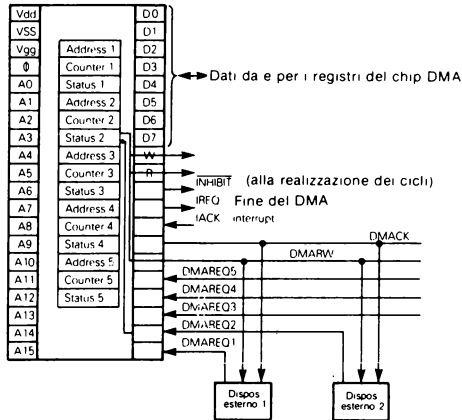 Vdd
VSS
Vgg
Φ
A0
A1
A2
A3
A4
A5
A6
A7
A8
A9
A10
A11
A12
A13
A14
A15
Address 1
Counter 1
Status 1
Address 2
Counter 2
Status 2
Address 3
Counter 3
Status 3
Address 4
Counter 4
Status 4
Address 5
Counter 5
Status 5
D0
D1
D2
D3
D4
D5
D6
D7
W
R
Dati da e per i registri del chip DMA
INHIBIT (alla realizzazione dei cicli)
IREQ Fine del DMA
IACK interrupt
DMACK
DMARW
DMAREQ5
DMAREQ4
DMAREQ3
DMAREQ2
DMAREQ1
Dispos
esterno 1
Dispos
esterno 2